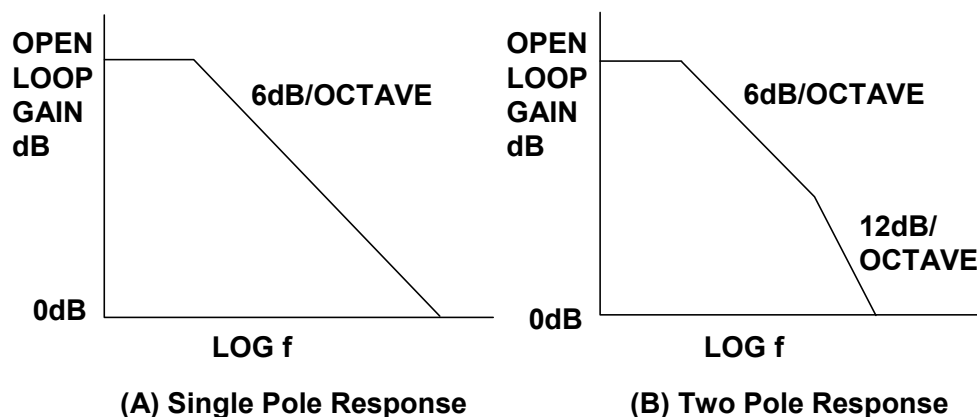 OPEN
LOOP
GAIN
dB
6dB/OCTAVE
0dB
LOG f
(A) Single Pole Response
OPEN
LOOP
GAIN
dB
6dB/OCTAVE
12dB/
OCTAVE
0dB
LOG f
(B) Two Pole Response